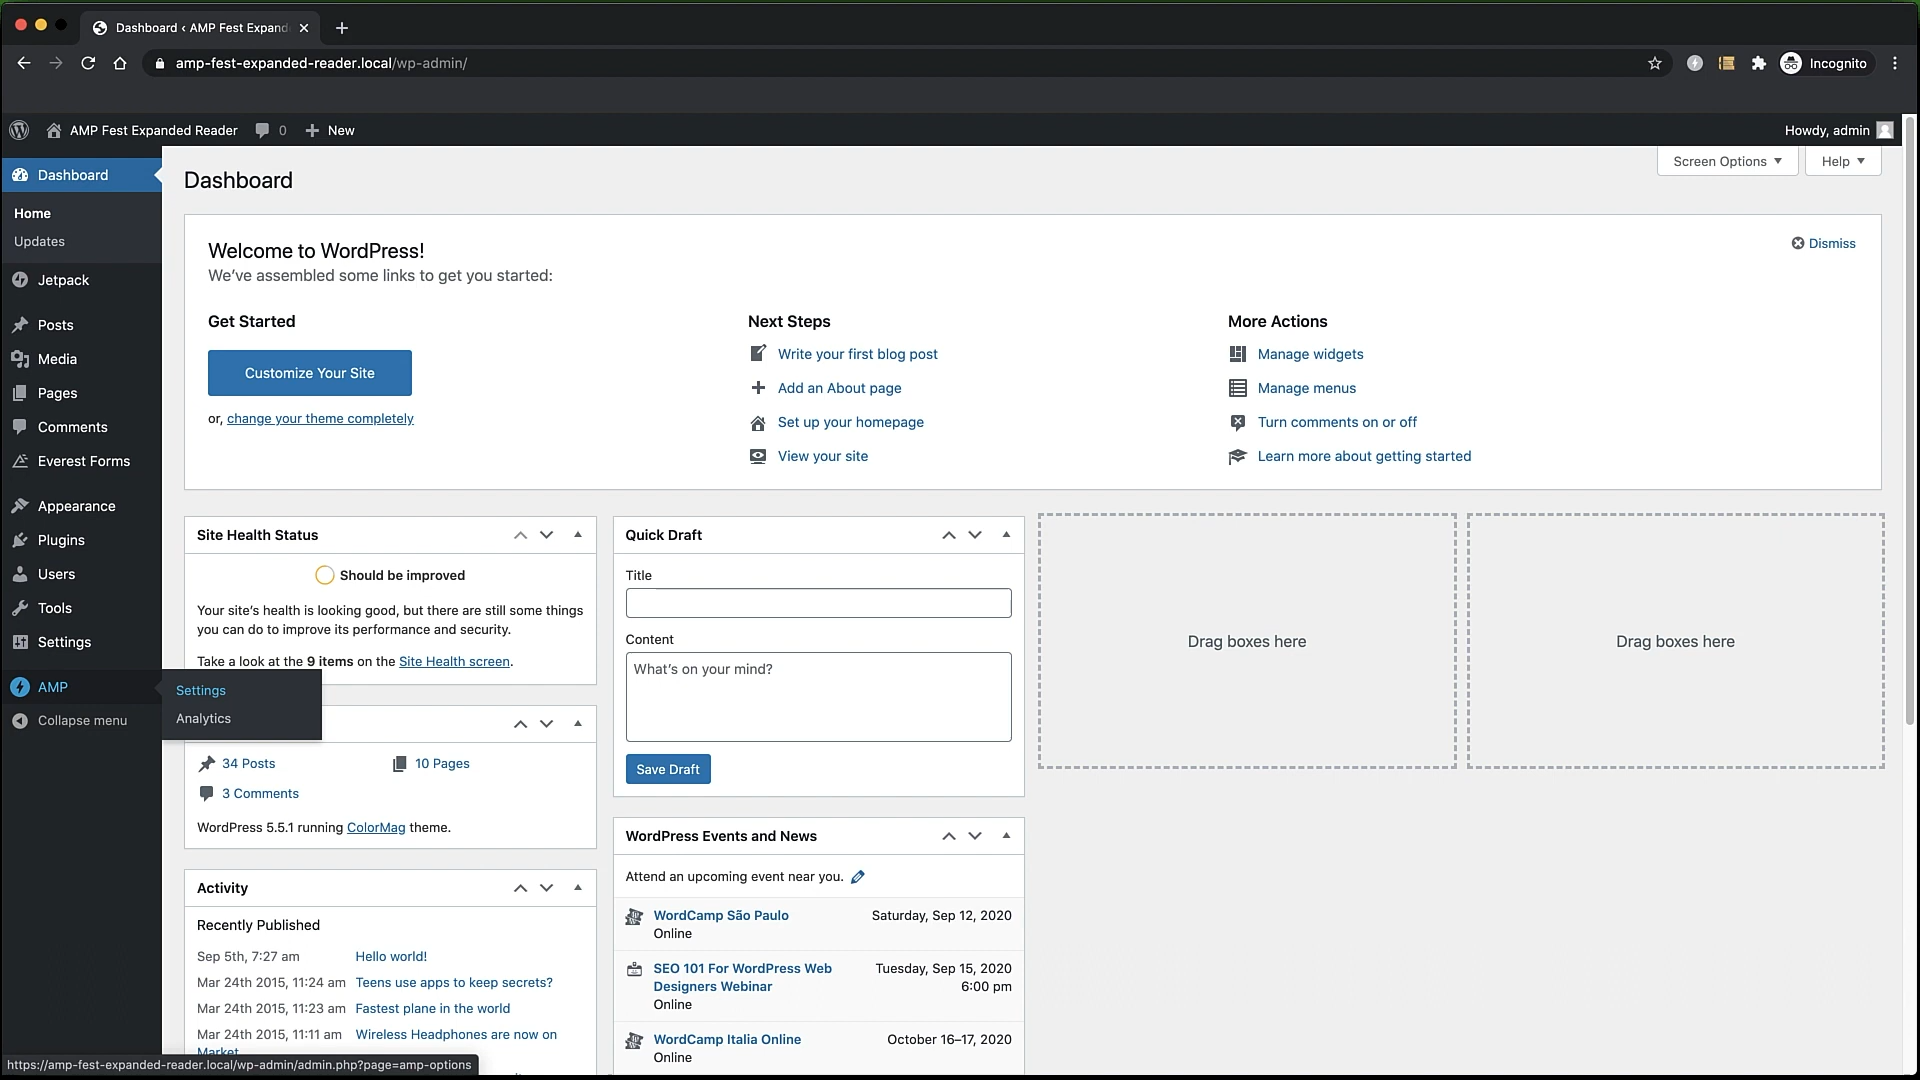 Dashboard ‹ AMP Fest Expand
amp-fest-expanded-reader.local/wp-admin/
Incognito
AMP Fest Expanded Reader
0
New
Howdy, admin
Dashboard
Home
Updates
Jetpack
Posts
Media
Pages
Comments
Everest Forms
Appearance
Plugins
Users
Tools
Settings
AMP
Collapse menu
Settings
Analytics
Screen Options
Help
Dashboard
Welcome to WordPress!
We've assembled some links to get you started:
Dismiss
Get Started
Customize Your Site
or, change your theme completely
Next Steps
Write your first blog post
Add an About page
Set up your homepage
View your site
More Actions
Manage widgets
Manage menus
Turn comments on or off
Learn more about getting started
Site Health Status
Should be improved
Your site's health is looking good, but there are still some things
you can do to improve its performance and security.
Take a look at the 9 items on the Site Health screen.
34 Posts
10 Pages
3 Comments
WordPress 5.5.1 running ColorMag theme.
Activity
Recently Published
Sep 5th, 7:27 am Hello world!
Mar 24th 2015, 11:24 am Teens use apps to keep secrets?
Mar 24th 2015, 11:23 am Fastest plane in the world
Mar 24th 2015, 11:11 am Wireless Headphones are now on
Market
Quick Draft
Title
Content
What's on your mind?
Save Draft
WordPress Events and News
Attend an upcoming event near you.
WordCamp São Paulo Saturday, Sep 12, 2020
Online
SEO 101 For WordPress Web Tuesday, Sep 15, 2020
Designers Webinar 6:00 pm
Online
WordCamp Italia Online October 16–17, 2020
Online
Drag boxes here
Drag boxes here
https://amp-fest-expanded-reader.local/wp-admin/admin.php?page=amp-options